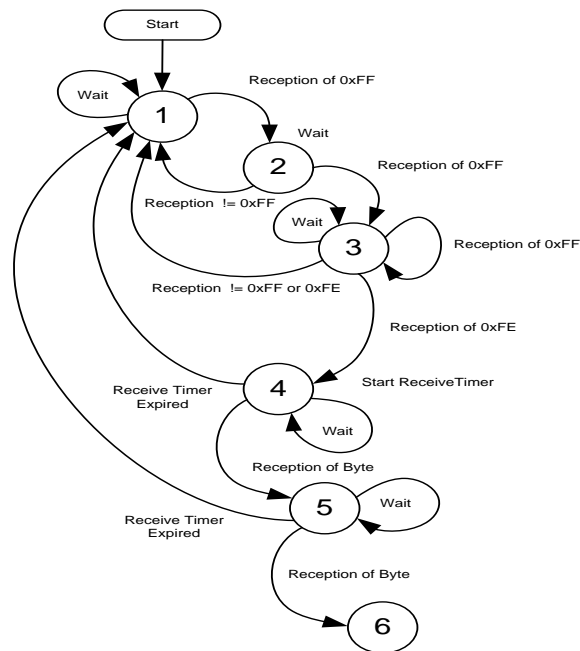 Start
Reception of 0xFF
Wait
1
Wait
2
Reception of 0xFF
Reception != 0xFF
Wait
3
Reception of 0xFF
Reception != 0xFF or 0xFE
Reception of 0xFE
4
Start ReceiveTimer
Receive Timer
Expired
Wait
Reception of Byte
5
Wait
Receive Timer
Expired
Reception of Byte
6